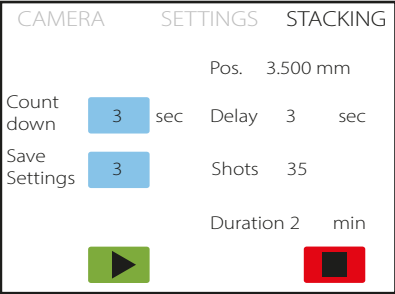 CAMERA SETTINGS STACKING
Pos. 3.500 mm
Count
down 3 sec Delay 3 sec
Save
Settings 3 Shots 35
Duration 2 min